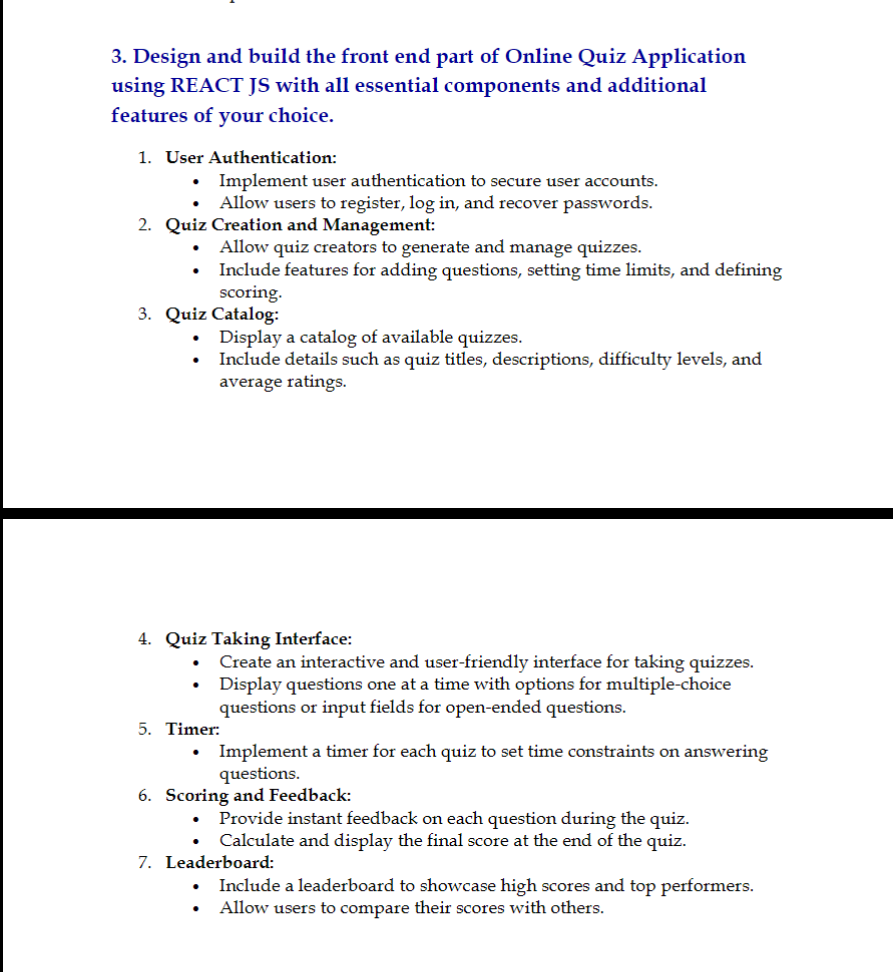 3. Design and build the front end part of Online Quiz Application
using REACT JS with all essential components and additional
features of your choice.
1. User Authentication:
• Implement user authentication to secure user accounts.
• Allow users to register, log in, and recover passwords.
2. Quiz Creation and Management:
• Allow quiz creators to generate and manage quizzes.
• Include features for adding questions, setting time limits, and defining
scoring.
3. Quiz Catalog:
• Display a catalog of available quizzes.
• Include details such as quiz titles, descriptions, difficulty levels, and
average ratings.
4. Quiz Taking Interface:
• Create an interactive and user-friendly interface for taking quizzes.
• Display questions one at a time with options for multiple-choice
questions or input fields for open-ended questions.
5. Timer:
• Implement a timer for each quiz to set time constraints on answering
questions.
6. Scoring and Feedback:
• Provide instant feedback on each question during the quiz.
• Calculate and display the final score at the end of the quiz.
7. Leaderboard:
• Include a leaderboard to showcase high scores and top performers.
• Allow users to compare their scores with others.